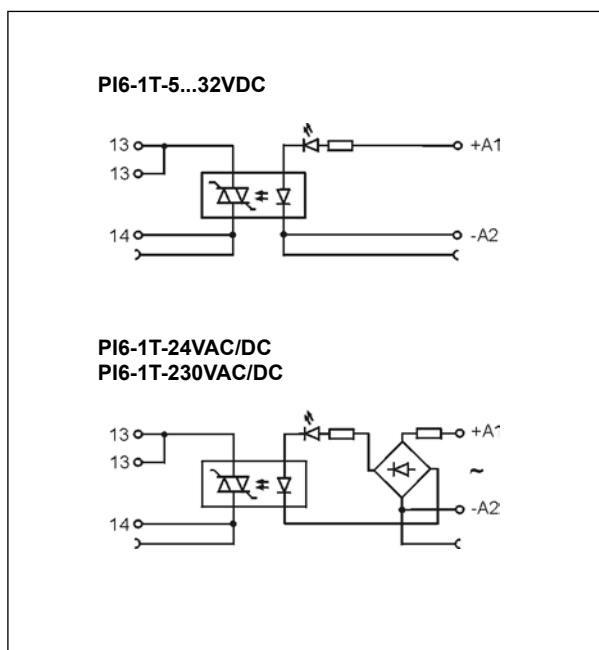 PI6-1T-5...32VDC
13 +A1
13
14 -A2
PI6-1T-24VAC/DC
PI6-1T-230VAC/DC
13 +A1
13 ~
14 -A2